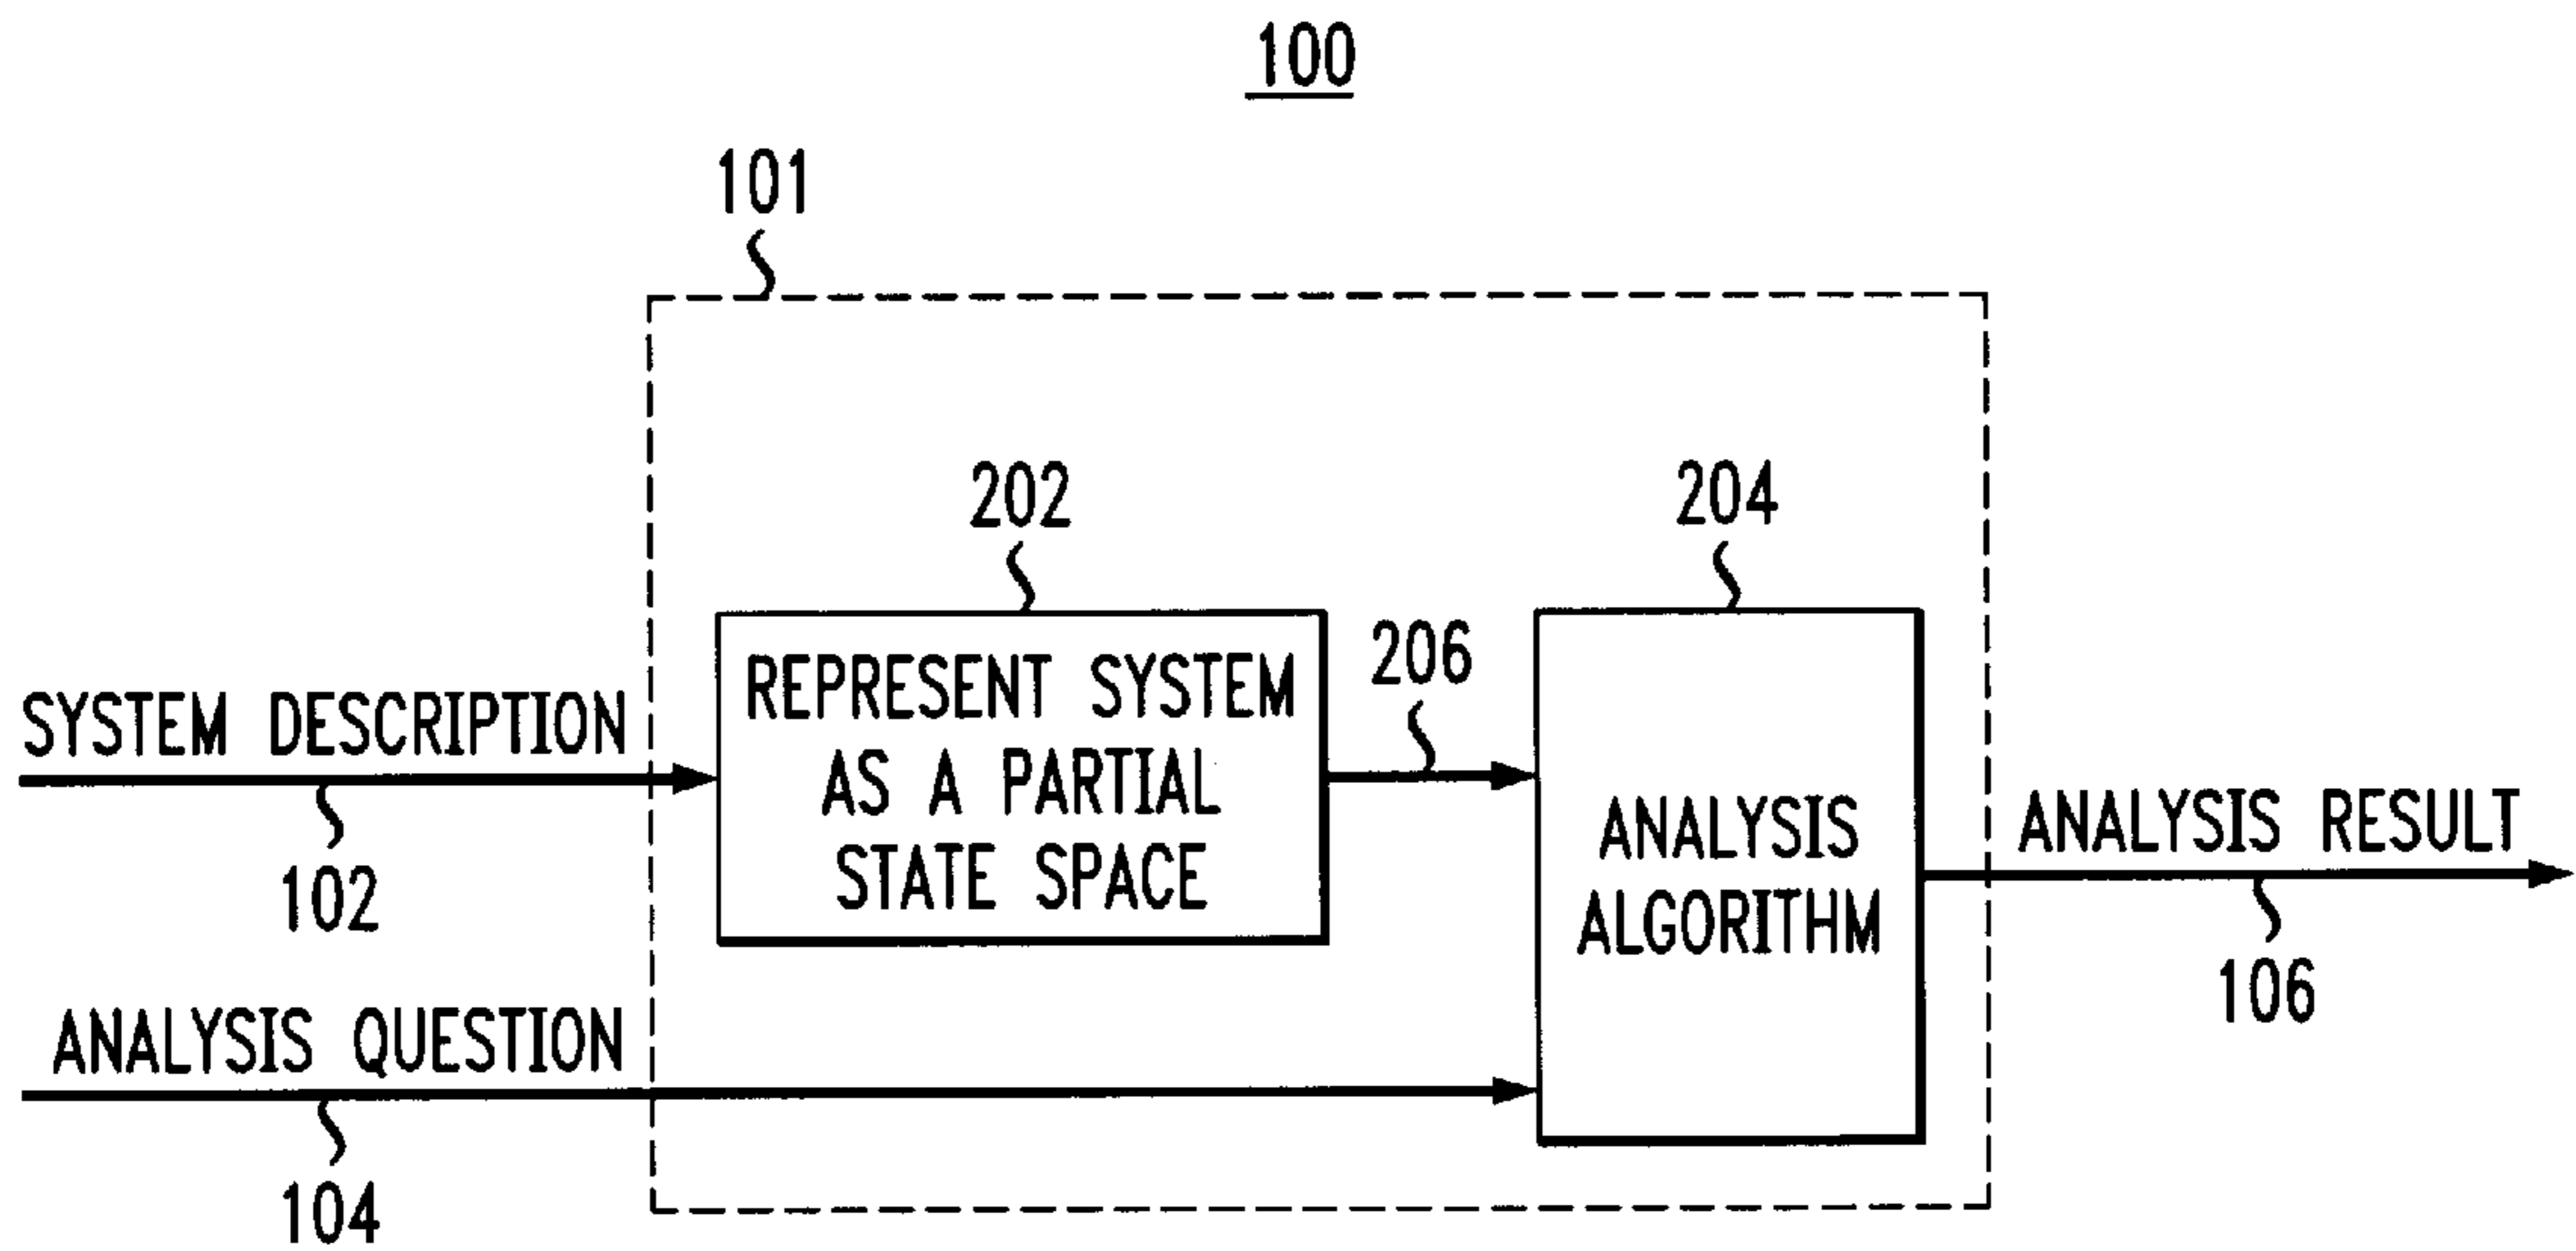 100
101
202
204
REPRESENT SYSTEM
AS A PARTIAL
STATE SPACE
206
ANALYSIS
ALGORITHM
SYSTEM DESCRIPTION
102
ANALYSIS QUESTION
104
ANALYSIS RESULT
106